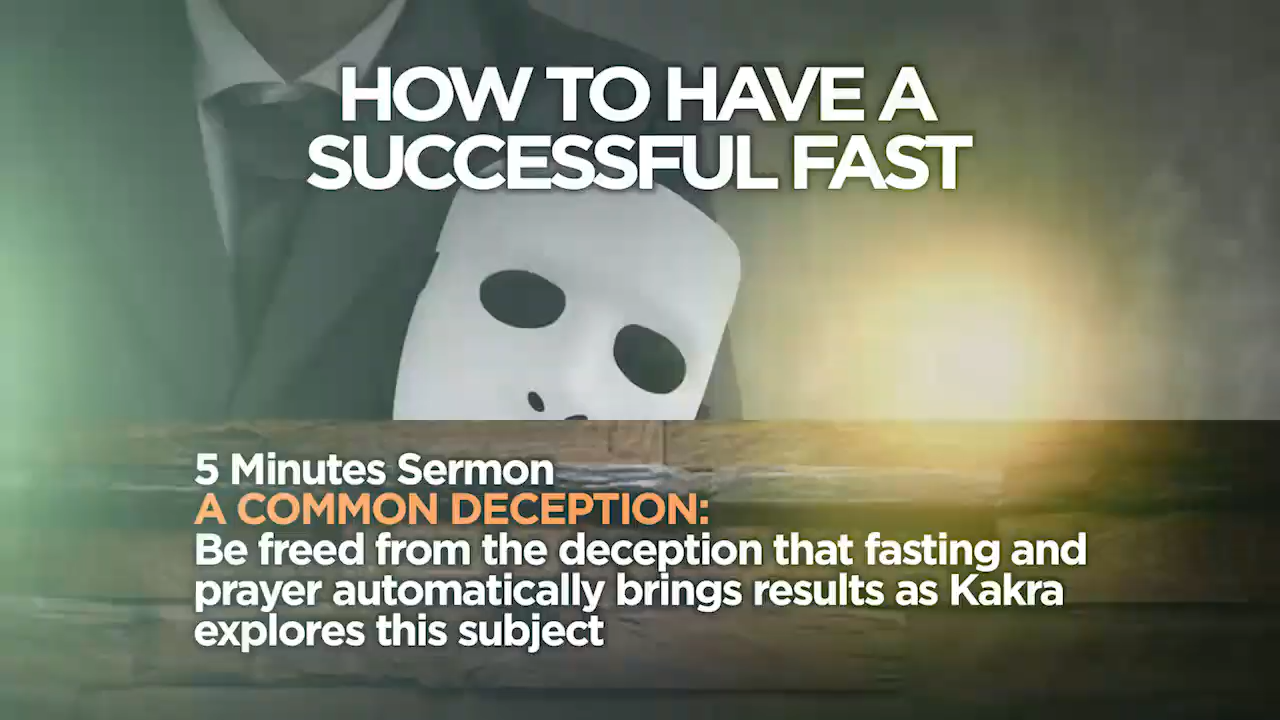 HOW TO HAVE A
SUCCESSFUL FAST
5 Minutes Sermon
A COMMON DECEPTION:
Be freed from the deception that fasting and
prayer automatically brings results as Kakra
explores this subject